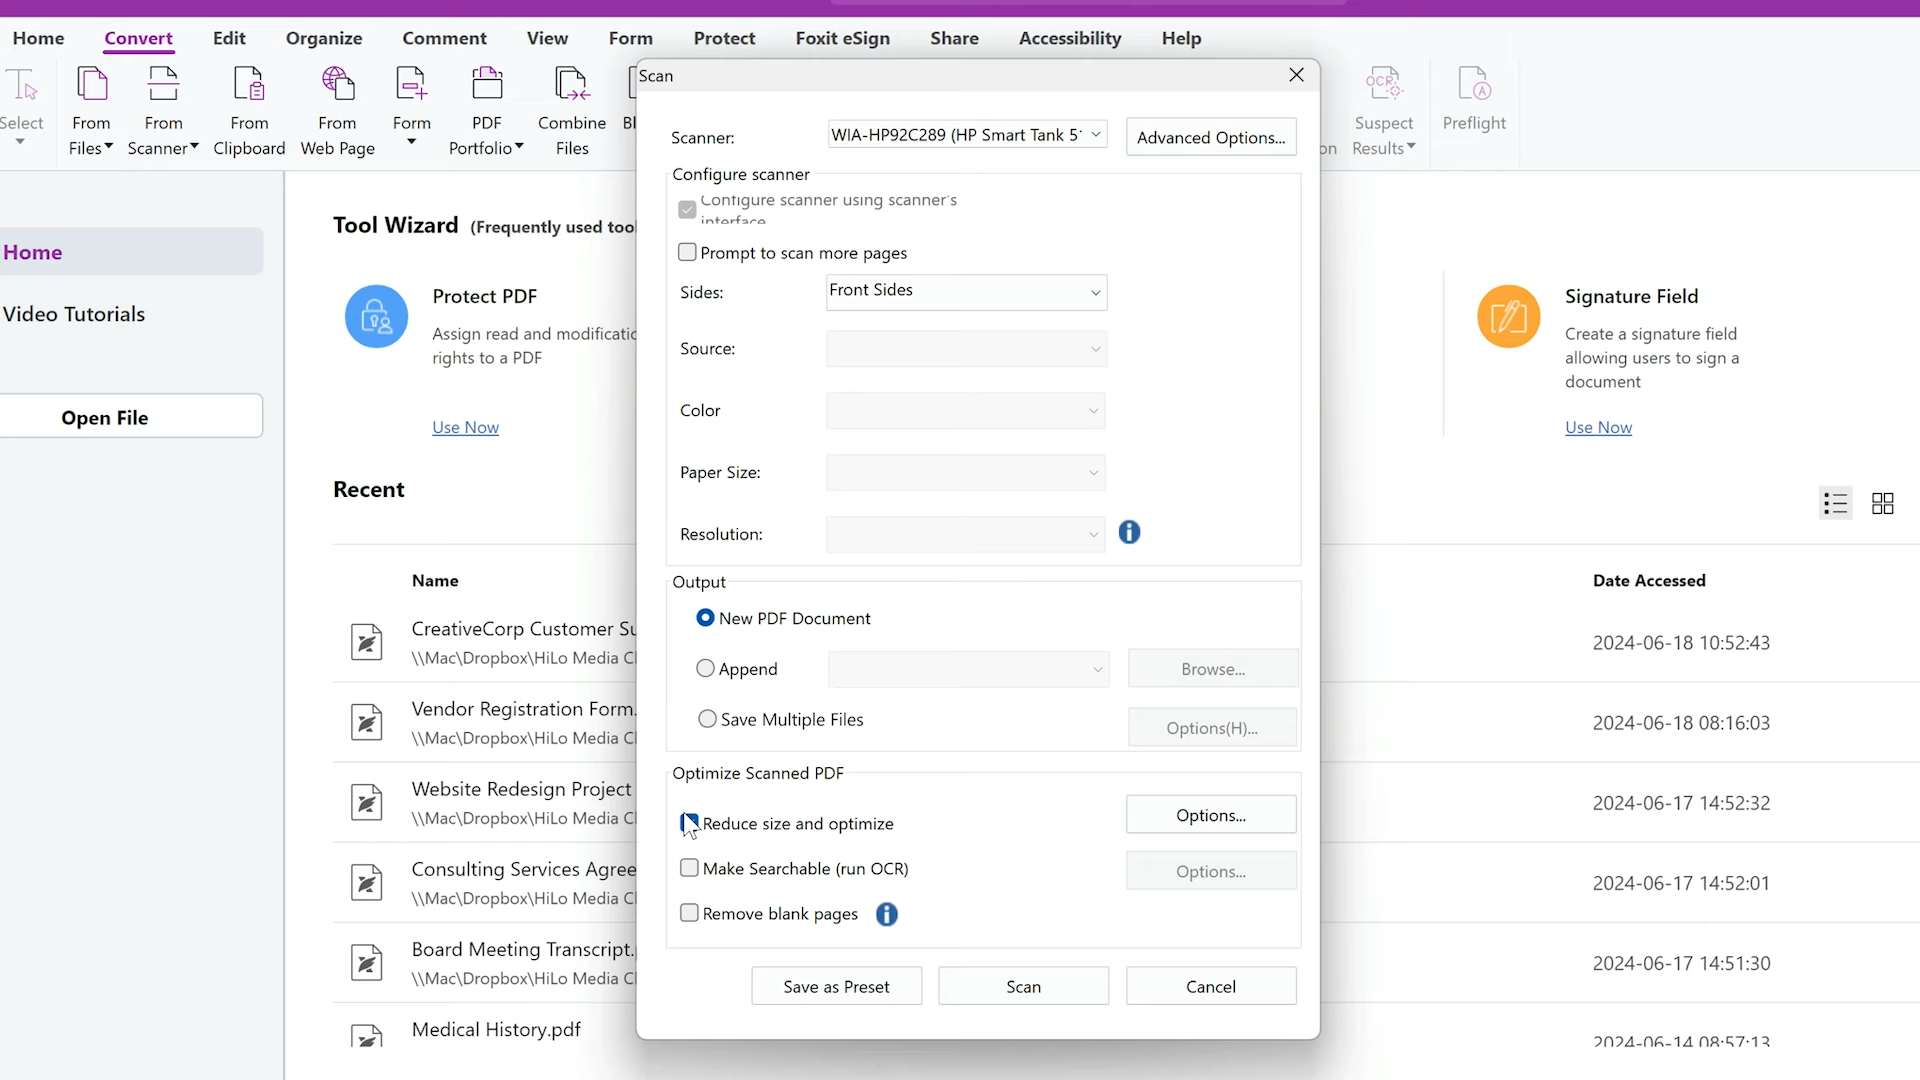 Home Convert Edit Organize Comment View Form Protect Foxit eSign Share Accessibility Help
Select
From Files
From Scanner
From Clipboard
From Web Page
Form
PDF Portfolio
Combine Files
Bl
on
OCR
Suspect Results
Preflight
Home
Video Tutorials
Open File
Tool Wizard (Frequently used too
Protect PDF
Assign read and modificatio
rights to a PDF
Use Now
Signature Field
Create a signature field
allowing users to sign a
document
Use Now
Recent
Name Date Accessed
CreativeCorp Customer Su
\\Mac\Dropbox\HiLo Media Cl
2024-06-18 10:52:43
Vendor Registration Form.
\\Mac\Dropbox\HiLo Media Cl
2024-06-18 08:16:03
Website Redesign Project
\\Mac\Dropbox\HiLo Media Cl
2024-06-17 14:52:32
Consulting Services Agree
\\Mac\Dropbox\HiLo Media Cl
2024-06-17 14:52:01
Board Meeting Transcript.
\\Mac\Dropbox\HiLo Media Cl
2024-06-17 14:51:30
Medical History.pdf
2024-06-14 08:57:13
Scan
Scanner: WIA-HP92C289 (HP Smart Tank 5 Advanced Options...
Configure scanner
Configure scanner using scanner's
interface
Prompt to scan more pages
Sides: Front Sides
Source:
Color
Paper Size:
Resolution:
Output
New PDF Document
Append Browse...
Save Multiple Files Options(H)...
Optimize Scanned PDF
Reduce size and optimize Options...
Make Searchable (run OCR) Options...
Remove blank pages
Save as Preset Scan Cancel